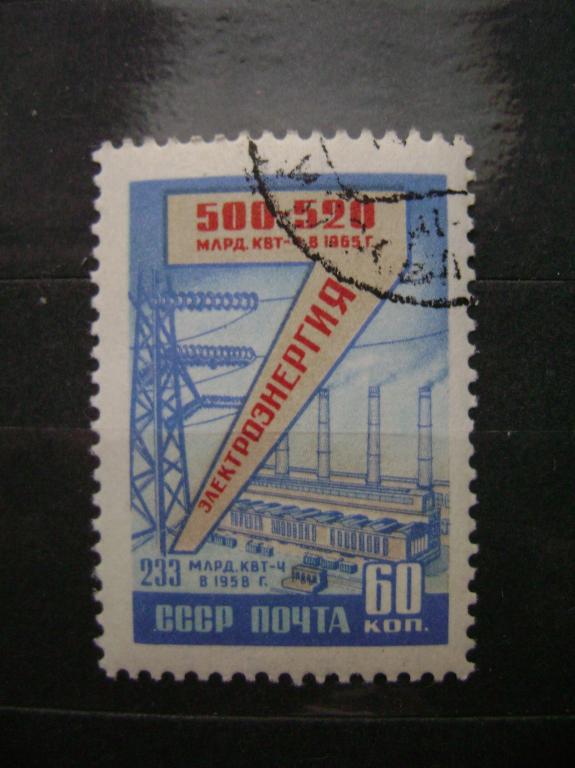 500-520
МЛРД. КВТ-Ч В 1965 Г.
ЭЛЕКТРОЭНЕРГИЯ
233 МЛРД. КВТ-Ч
В 1958 Г.
60
СССР ПОЧТА КОП.